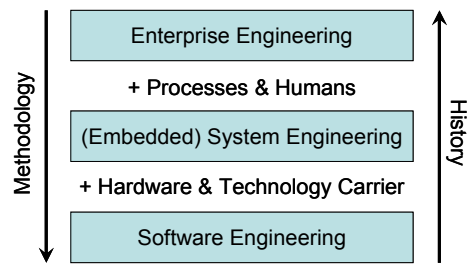 Enterprise Engineering
+ Processes & Humans
(Embedded) System Engineering
+ Hardware & Technology Carrier
Software Engineering
Methodology
History